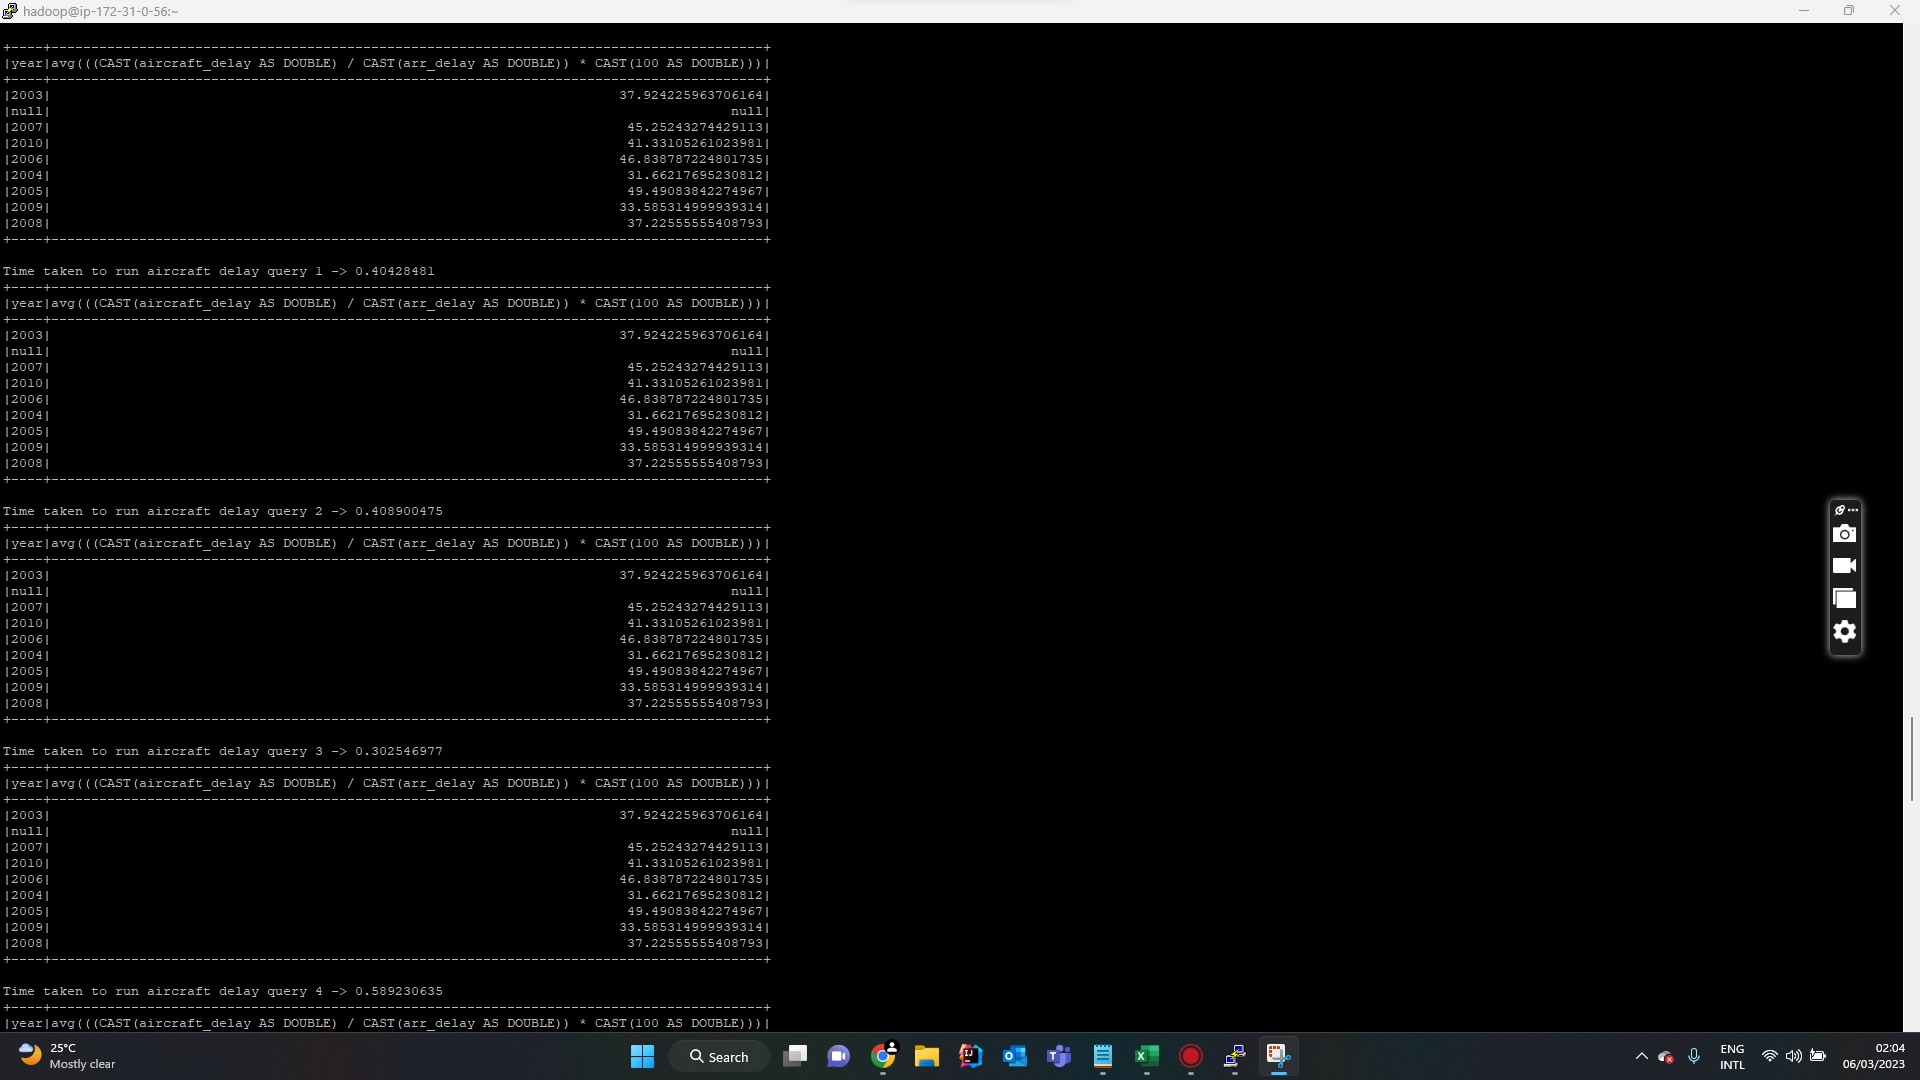 hadoop@ip-172-31-0-56:~
+----+-----------------------------------------------------------------------------------------+
|year|avg(((CAST(aircraft_delay AS DOUBLE) / CAST(arr_delay AS DOUBLE)) * CAST(100 AS DOUBLE)))|
+----+-----------------------------------------------------------------------------------------+
|2003| 37.924225963706164|
|null| null|
|2007| 45.25243274429113|
|2010| 41.33105261023981|
|2006| 46.838787224801735|
|2004| 31.66217695230812|
|2005| 49.49083842274967|
|2009| 33.585314999939314|
|2008| 37.22555555408793|
+----+-----------------------------------------------------------------------------------------+
Time taken to run aircraft delay query 1 -> 0.40428481
+----+-----------------------------------------------------------------------------------------+
|year|avg(((CAST(aircraft_delay AS DOUBLE) / CAST(arr_delay AS DOUBLE)) * CAST(100 AS DOUBLE)))|
+----+-----------------------------------------------------------------------------------------+
|2003| 37.924225963706164|
|null| null|
|2007| 45.25243274429113|
|2010| 41.33105261023981|
|2006| 46.838787224801735|
|2004| 31.66217695230812|
|2005| 49.49083842274967|
|2009| 33.585314999939314|
|2008| 37.22555555408793|
+----+-----------------------------------------------------------------------------------------+
Time taken to run aircraft delay query 2 -> 0.408900475
+----+-----------------------------------------------------------------------------------------+
|year|avg(((CAST(aircraft_delay AS DOUBLE) / CAST(arr_delay AS DOUBLE)) * CAST(100 AS DOUBLE)))|
+----+-----------------------------------------------------------------------------------------+
|2003| 37.924225963706164|
|null| null|
|2007| 45.25243274429113|
|2010| 41.33105261023981|
|2006| 46.838787224801735|
|2004| 31.66217695230812|
|2005| 49.49083842274967|
|2009| 33.585314999939314|
|2008| 37.22555555408793|
+----+-----------------------------------------------------------------------------------------+
Time taken to run aircraft delay query 3 -> 0.302546977
+----+-----------------------------------------------------------------------------------------+
|year|avg(((CAST(aircraft_delay AS DOUBLE) / CAST(arr_delay AS DOUBLE)) * CAST(100 AS DOUBLE)))|
+----+-----------------------------------------------------------------------------------------+
|2003| 37.924225963706164|
|null| null|
|2007| 45.25243274429113|
|2010| 41.33105261023981|
|2006| 46.838787224801735|
|2004| 31.66217695230812|
|2005| 49.49083842274967|
|2009| 33.585314999939314|
|2008| 37.22555555408793|
+----+-----------------------------------------------------------------------------------------+
Time taken to run aircraft delay query 4 -> 0.589230635
+----+-----------------------------------------------------------------------------------------+
|year|avg(((CAST(aircraft_delay AS DOUBLE) / CAST(arr_delay AS DOUBLE)) * CAST(100 AS DOUBLE)))|
25°C
Mostly clear
Search
ENG
INTL
02:04
06/03/2023